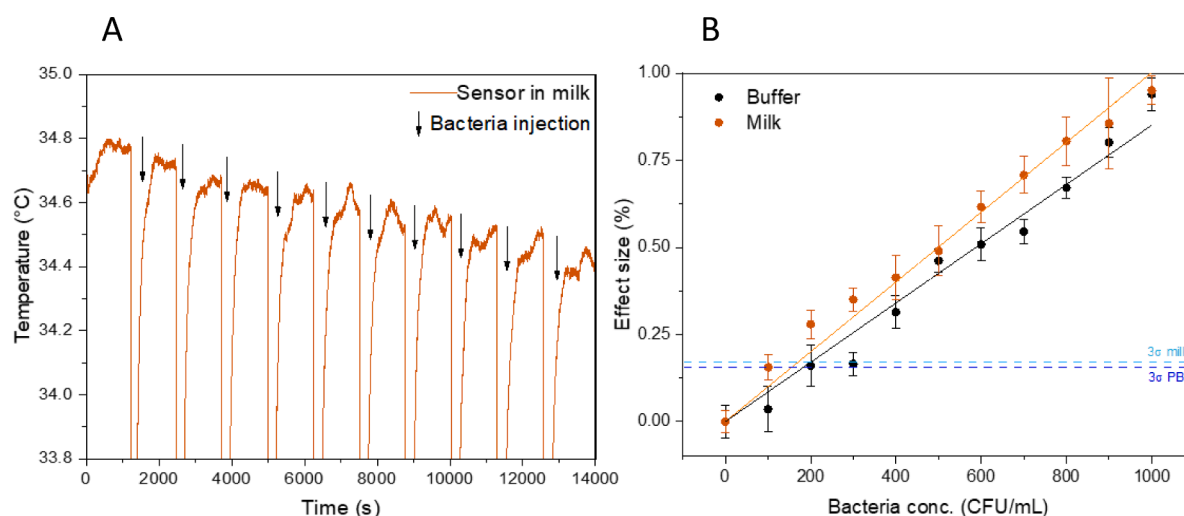 A
35.0
34.8
34.6
34.4
34.2
34.0
33.8
Temperature (°C)
Sensor in milk
Bacteria injection
0 2000 4000 6000 8000 10000 12000 14000
Time (s)
B
1.00
0.75
0.50
0.25
0.00
Effect size (%)
Buffer
Milk
3σ milk
3σ PB
0 200 400 600 800 1000
Bacteria conc. (CFU/mL)